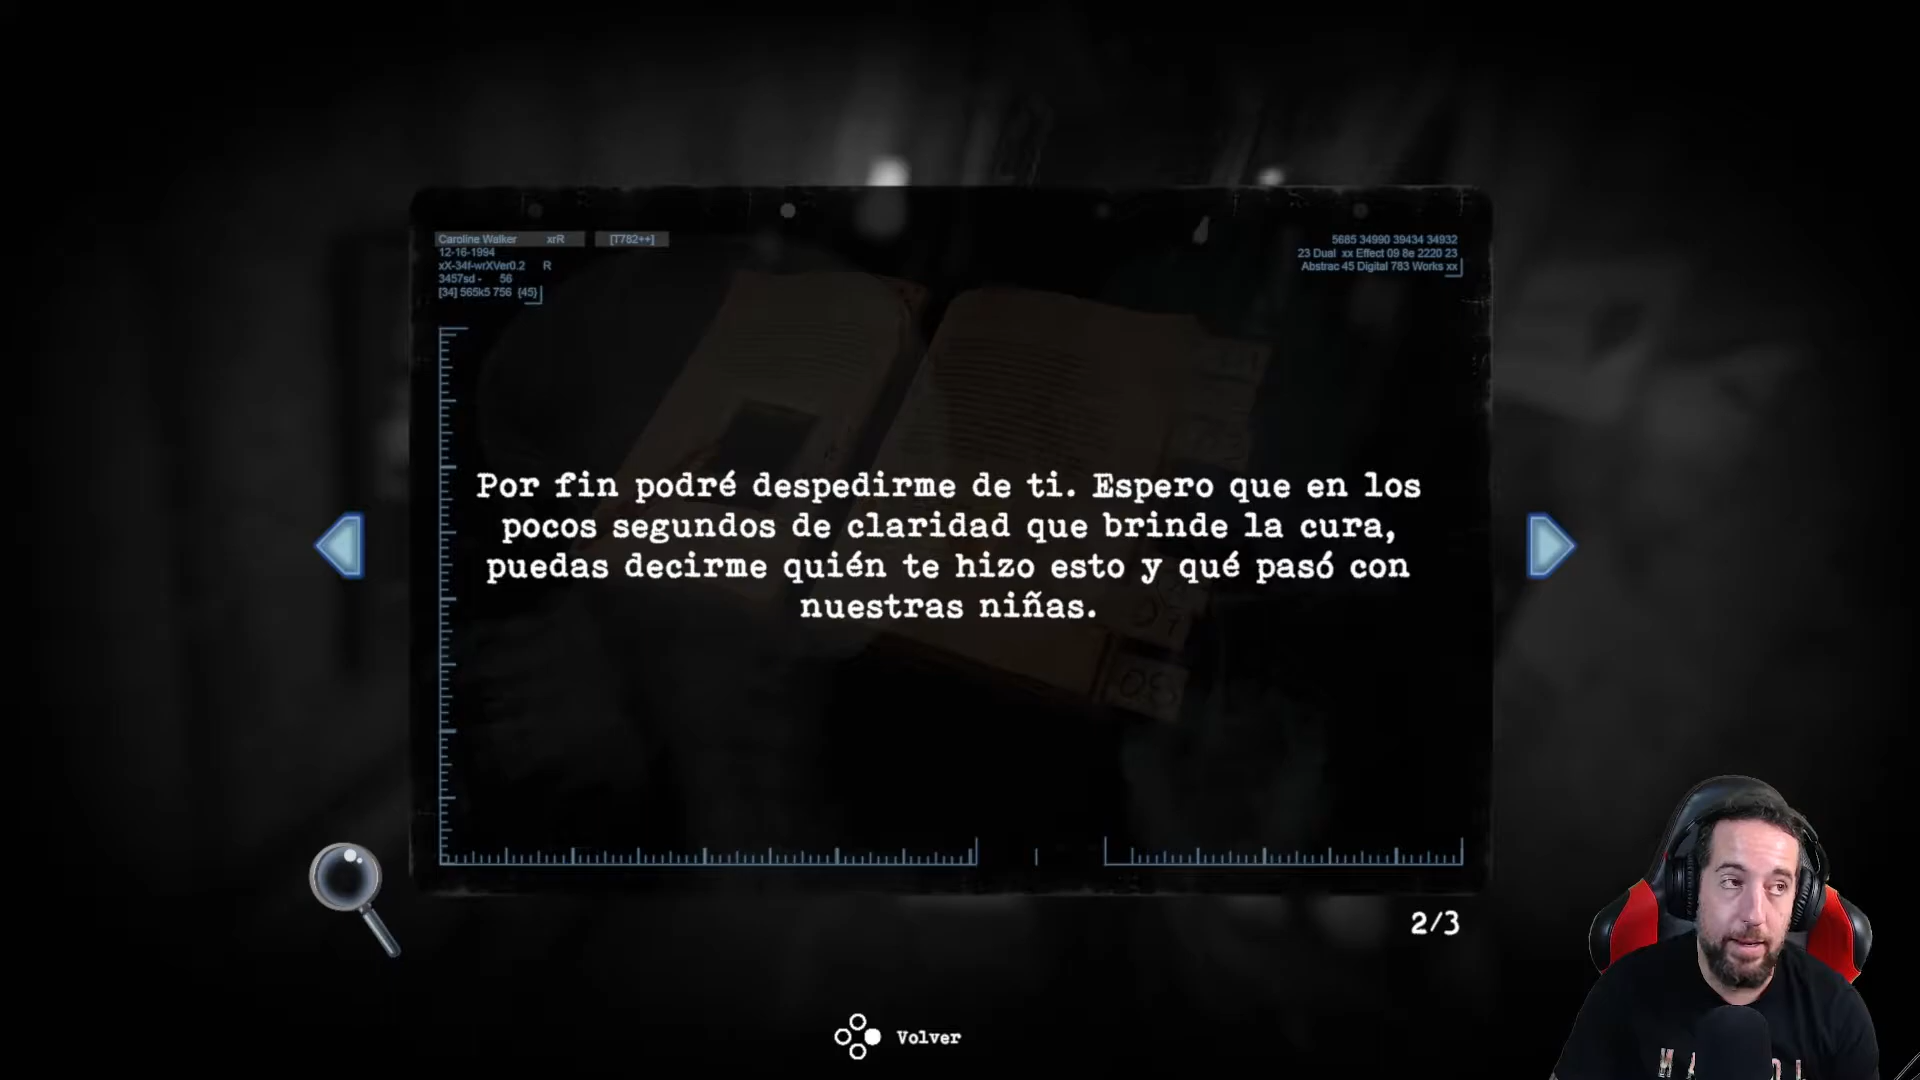 Caroline Walker xrR [T782++]
12-16-1994
xX-34f-wrXVer0.2 R
3457sd - 56
[34] 565k5 756 {45}
5685 34990 39434 34932
23 Dual xx Effect 09 8e 2220 23
Abstrac 45 Digital 783 Works xx
Por fin podré despedirme de ti. Espero que en los
pocos segundos de claridad que brinde la cura,
puedas decirme quién te hizo esto y qué pasó con
nuestras niñas.
2/3
Volver